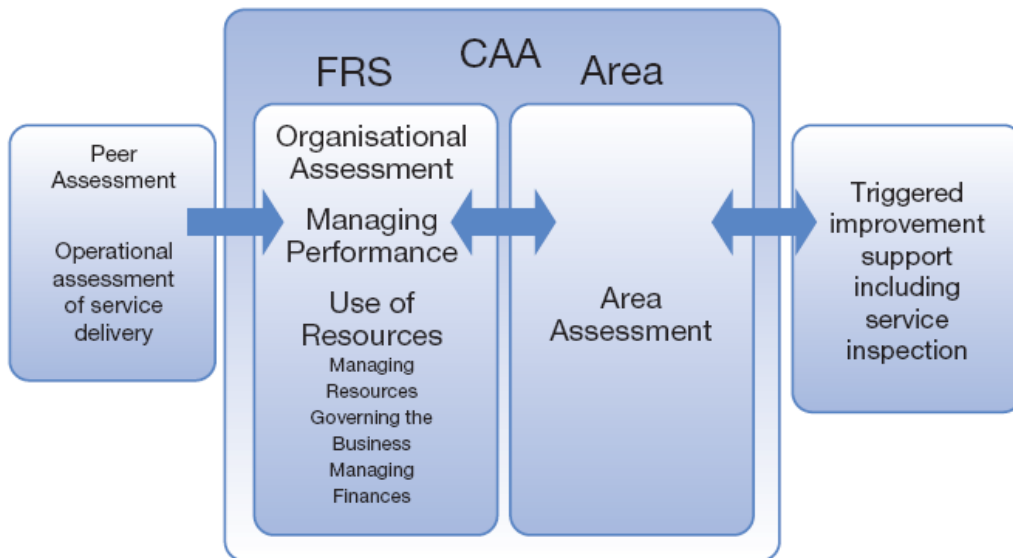 CAA
FRS
Area
Peer
Assessment
Operational
assessment
of service
delivery
Organisational
Assessment
Managing
Performance
Use of
Resources
Managing
Resources
Governing the
Business
Managing
Finances
Area
Assessment
Triggered
improvement
support
including
service
inspection